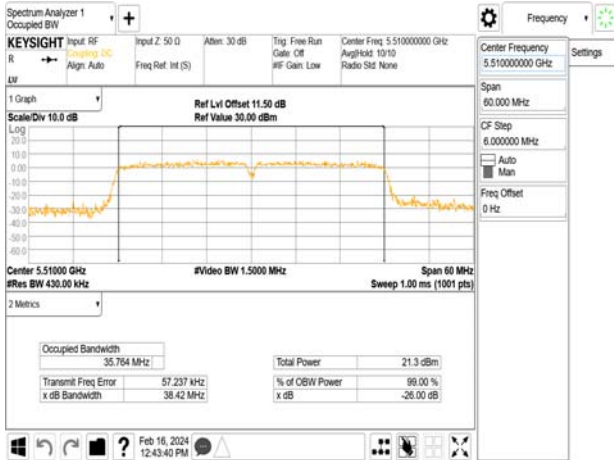 Spectrum Analyzer 1
Occupied BW
Frequency
KEYSIGHT
R
Input: RF
Coupling: DC
Align: Auto
Input Z: 50 Ω
Freq Ref: Int (S)
Atten: 30 dB
Trig: Free Run
Gate: Off
#IF Gain: Low
Center Freq: 5.510000000 GHz
Avg|Hold: 10/10
Radio Std: None
Center Frequency
5.510000000 GHz
Settings
Span
60.000 MHz
CF Step
6.000000 MHz
Auto
Man
Freq Offset
0 Hz
1 Graph
Scale/Div 10.0 dB
Ref Lvl Offset 11.50 dB
Ref Value 30.00 dBm
Log
20.0
10.0
0.00
-10.0
-20.0
-30.0
-40.0
-50.0
-60.0
Center 5.51000 GHz
#Res BW 430.00 kHz
#Video BW 1.5000 MHz
Span 60 MHz
Sweep 1.00 ms (1001 pts)
2 Metrics
Occupied Bandwidth
35.764 MHz
Total Power 21.3 dBm
Transmit Freq Error 57.237 kHz
% of OBW Power 99.00 %
x dB Bandwidth 38.42 MHz
x dB -26.00 dB
Feb 16, 2024
12:43:40 PM